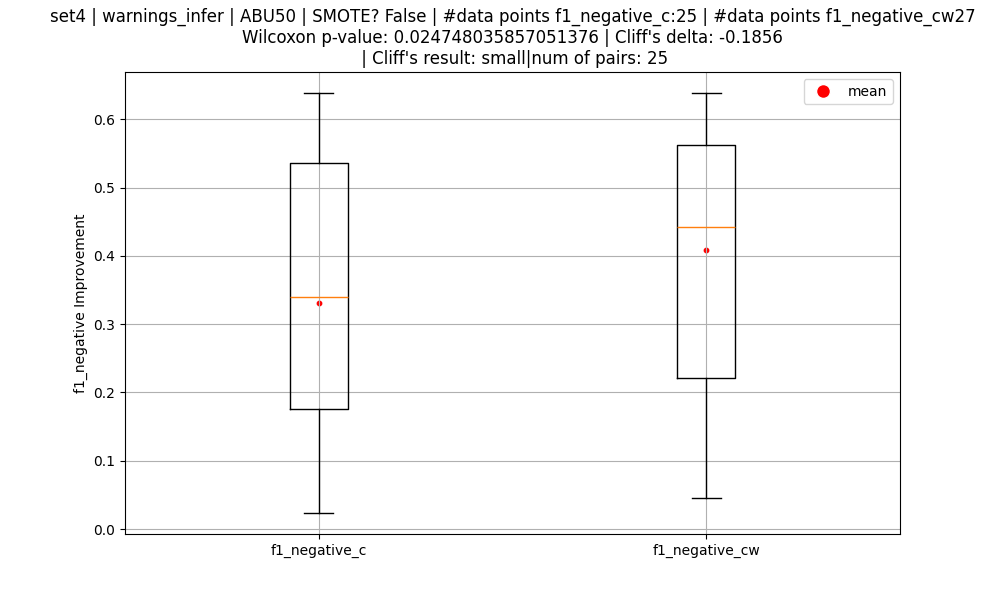 set4 | warnings_infer | ABU50 | SMOTE? False | #data points f1_negative_c:25 | #data points f1_negative_cw27
Wilcoxon p-value: 0.024748035857051376 | Cliff's delta: -0.1856
| Cliff's result: small|num of pairs: 25
mean
f1_negative Improvement
0.6
0.5
0.4
0.3
0.2
0.1
0.0
f1_negative_c
f1_negative_cw